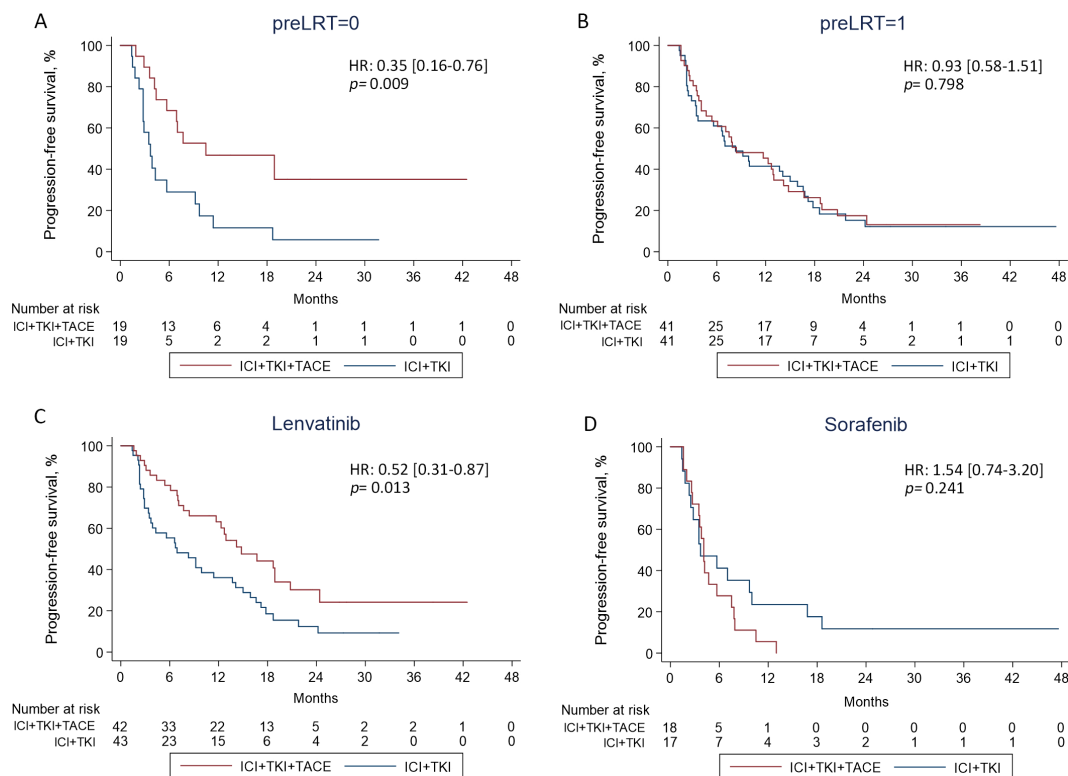 A
preLRT=0
HR: 0.35 [0.16-0.76]
p= 0.009
Progression-free survival, %
100
80
60
40
20
0
0 6 12 18 24 30 36 42 48
Months
Number at risk
ICI+TKI+TACE 19 13 6 4 1 1 1 1 0
ICI+TKI 19 5 2 2 1 1 0 0 0
ICI+TKI+TACE ICI+TKI
B
preLRT=1
HR: 0.93 [0.58-1.51]
p= 0.798
Progression-free survival, %
100
80
60
40
20
0
0 6 12 18 24 30 36 42 48
Months
Number at risk
ICI+TKI+TACE 41 25 17 9 4 1 1 0 0
ICI+TKI 41 25 17 7 5 2 1 1 0
ICI+TKI+TACE ICI+TKI
C
Lenvatinib
HR: 0.52 [0.31-0.87]
p= 0.013
Progression-free survival, %
100
80
60
40
20
0
0 6 12 18 24 30 36 42 48
Months
Number at risk
ICI+TKI+TACE 42 33 22 13 5 2 2 1 0
ICI+TKI 43 23 15 6 4 2 0 0 0
ICI+TKI+TACE ICI+TKI
D
Sorafenib
HR: 1.54 [0.74-3.20]
p= 0.241
Progression-free survival, %
100
80
60
40
20
0
0 6 12 18 24 30 36 42 48
Months
Number at risk
ICI+TKI+TACE 18 5 1 0 0 0 0 0 0
ICI+TKI 17 7 4 3 2 1 1 1 0
ICI+TKI+TACE ICI+TKI